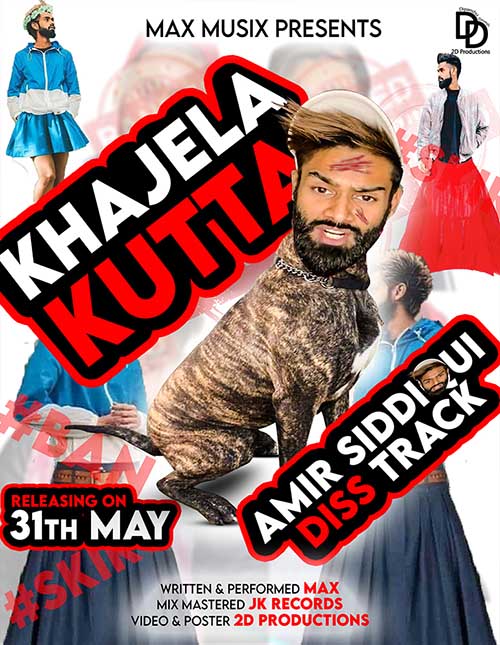 MAX MUSIX PRESENTS
2D Productions
KHAJELA
KUTTA
AMIR SIDDIQUI
DISS TRACK
#BAN
#SKIR
RELEASING ON
31TH MAY
WRITTEN & PERFORMED MAX
MIX MASTERED JK RECORDS
VIDEO & POSTER 2D PRODUCTIONS